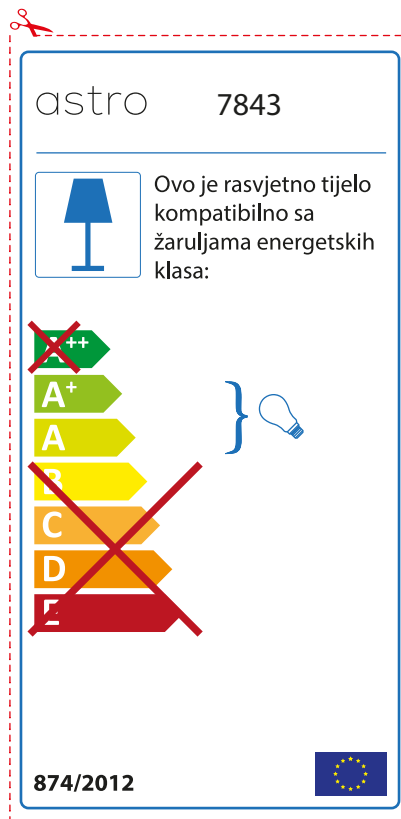 astro 7843
Ovo je rasvjetno tijelo
kompatibilno sa
žaruljama energetskih
klasa:
A++
A+
A
B
C
D
E
874/2012